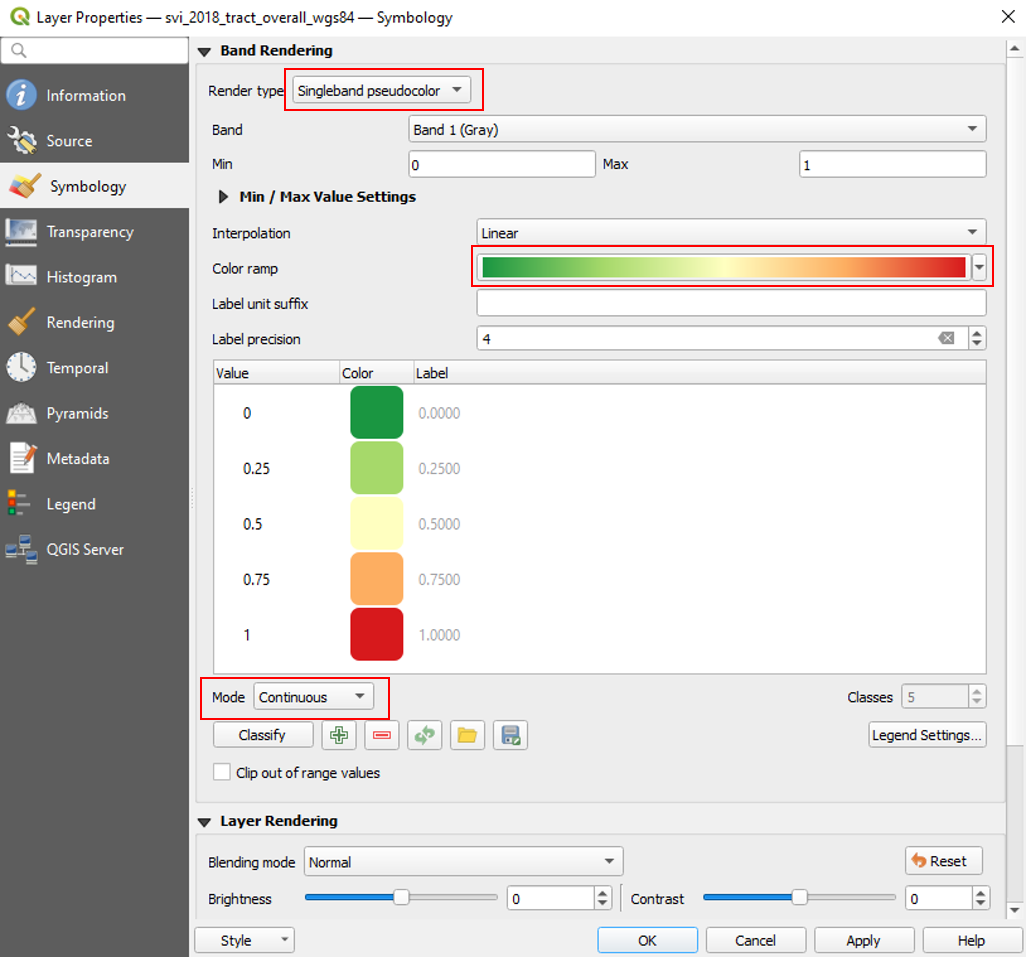 Layer Properties — svi_2018_tract_overall_wgs84 — Symbology
Information
Source
Symbology
Transparency
Histogram
Rendering
Temporal
Pyramids
Metadata
Legend
QGIS Server
Band Rendering
Render type Singleband pseudocolor
Band Band 1 (Gray)
Min 0 Max 1
Min / Max Value Settings
Interpolation Linear
Color ramp
Label unit suffix
Label precision 4
Value Color Label
0 0.0000
0.25 0.2500
0.5 0.5000
0.75 0.7500
1 1.0000
Mode Continuous Classes 5
Classify Legend Settings...
Clip out of range values
Layer Rendering
Blending mode Normal Reset
Brightness 0 Contrast 0
Style OK Cancel Apply Help